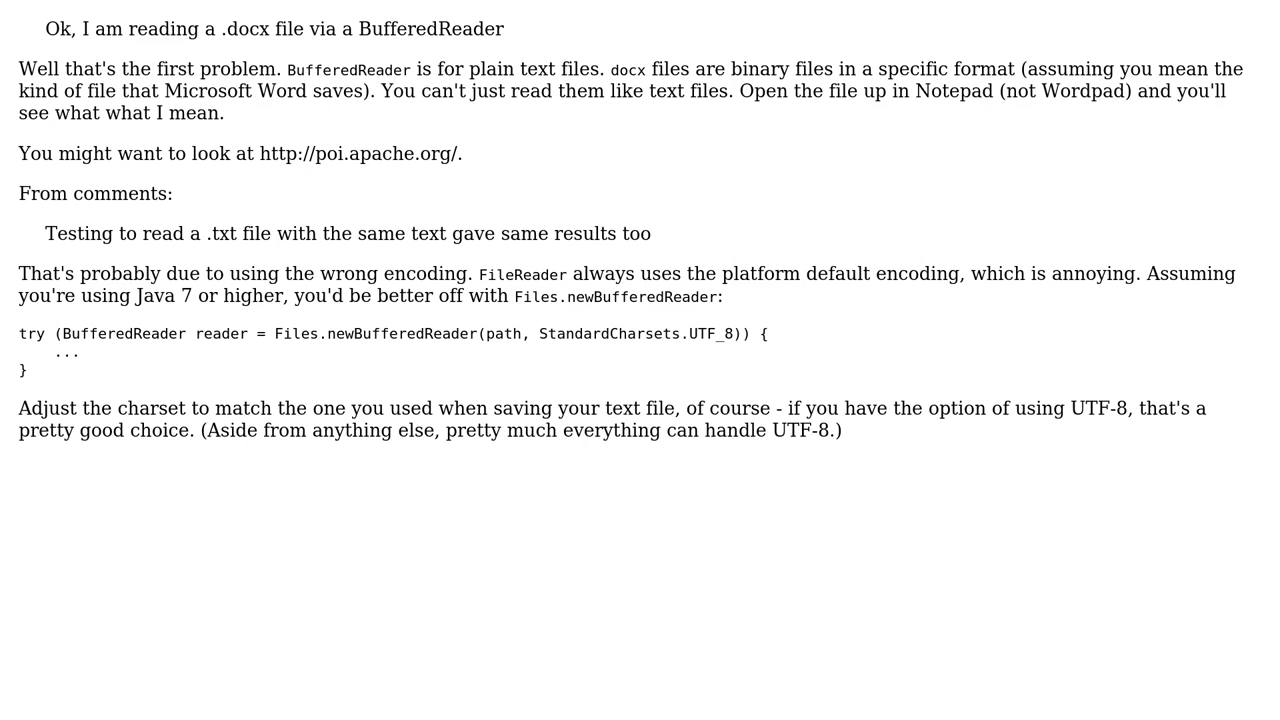 Ok, I am reading a .docx file via a BufferedReader
Well that's the first problem. BufferedReader is for plain text files. docx files are binary files in a specific format (assuming you mean the
kind of file that Microsoft Word saves). You can't just read them like text files. Open the file up in Notepad (not Wordpad) and you'll
see what what I mean.
You might want to look at http://poi.apache.org/.
From comments:
Testing to read a .txt file with the same text gave same results too
That's probably due to using the wrong encoding. FileReader always uses the platform default encoding, which is annoying. Assuming
you're using Java 7 or higher, you'd be better off with Files.newBufferedReader:
try (BufferedReader reader = Files.newBufferedReader(path, StandardCharsets.UTF_8)) {
    ...
}
Adjust the charset to match the one you used when saving your text file, of course - if you have the option of using UTF-8, that's a
pretty good choice. (Aside from anything else, pretty much everything can handle UTF-8.)